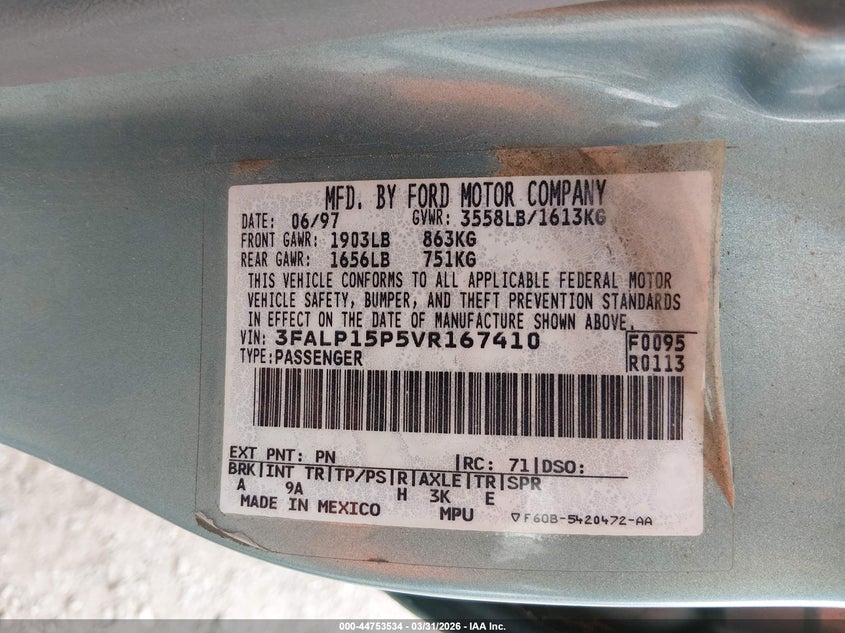 MFD. BY FORD MOTOR COMPANY
DATE: 06/97 GVWR: 3558LB/1613KG
FRONT GAWR: 1903LB 863KG
REAR GAWR: 1656LB 751KG
THIS VEHICLE CONFORMS TO ALL APPLICABLE FEDERAL MOTOR
VEHICLE SAFETY, BUMPER, AND THEFT PREVENTION STANDARDS
IN EFFECT ON THE DATE OF MANUFACTURE SHOWN ABOVE.
VIN: 3FALP15P5VR167410 F0095
TYPE: PASSENGER R0113
EXT PNT: PN |RC: 71|DSO:
BRK|INT TR|TP/PS|R|AXLE|TR|SPR
A 9A H 3K E
MADE IN MEXICO MPU ▽F60B-5420472-AA
000-44753534 - 03/31/2026 - IAA Inc.